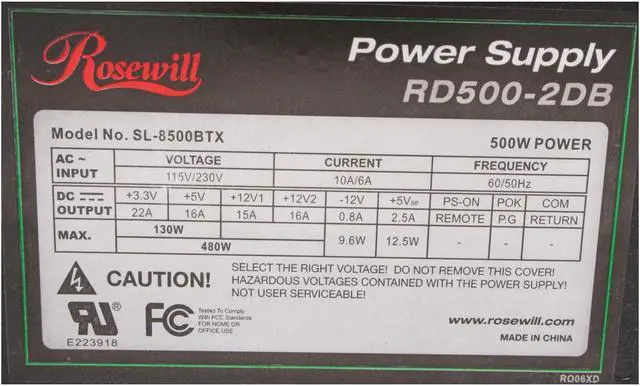 Rosewill
Power Supply
RD500-2DB
Model No. SL-8500BTX
500W POWER
AC ~ INPUT
VOLTAGE CURRENT FREQUENCY
115V/230V 10A/6A 60/50Hz
DC OUTPUT
+3.3V +5V +12V1 +12V2 -12V +5VSB PS-ON POK COM
22A 16A 15A 16A 0.8A 2.5A REMOTE P.G RETURN
MAX.
130W
480W
9.6W 12.5W - - -
CAUTION!
SELECT THE RIGHT VOLTAGE! DO NOT REMOVE THIS COVER!
HAZARDOUS VOLTAGES CONTAINED WITH THE POWER SUPPLY!
NOT USER SERVICEABLE!
RU®
E223918
FC
Tested To Comply
With FCC Standards
FOR HOME OR
OFFICE USE
www.rosewill.com
MADE IN CHINA
RO06XD